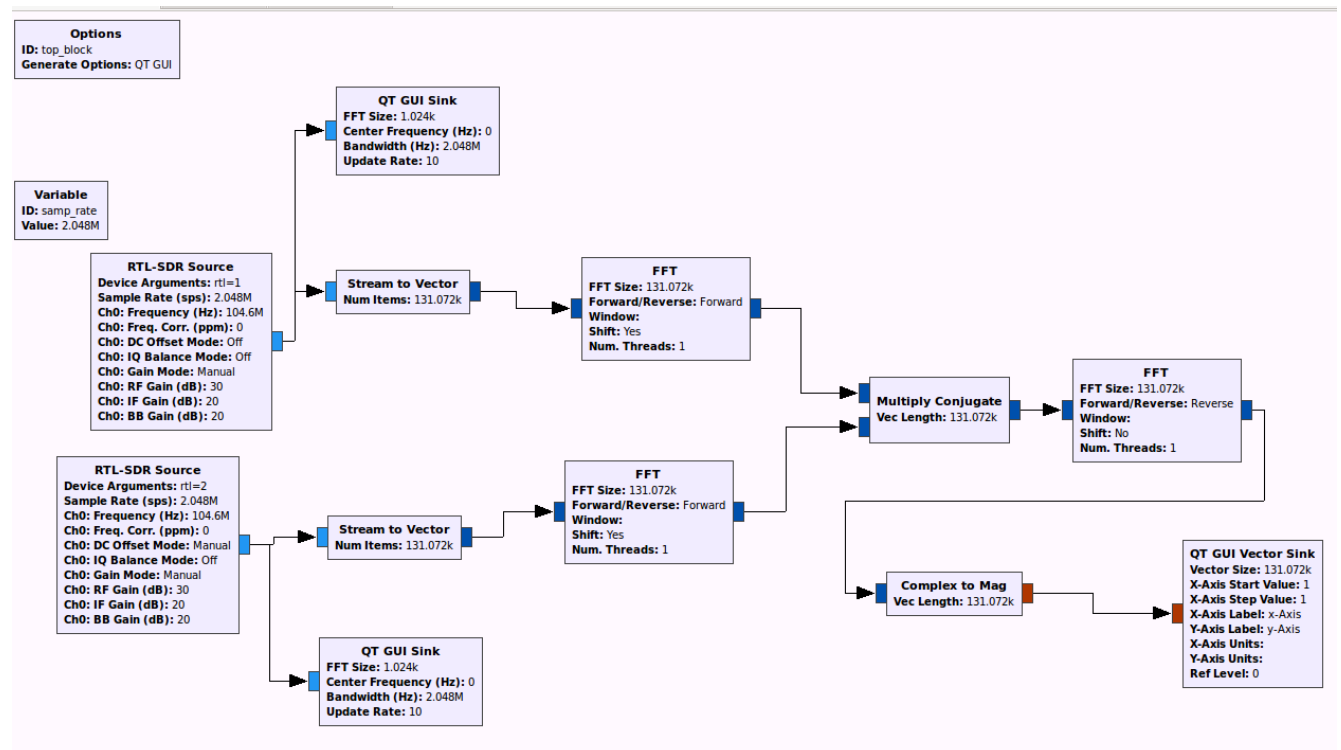 Options
ID: top_block
Generate Options: QT GUI
QT GUI Sink
FFT Size: 1.024k
Center Frequency (Hz): 0
Bandwidth (Hz): 2.048M
Update Rate: 10
Variable
ID: samp_rate
Value: 2.048M
RTL-SDR Source
Device Arguments: rtl=1
Sample Rate (sps): 2.048M
Ch0: Frequency (Hz): 104.6M
Ch0: Freq. Corr. (ppm): 0
Ch0: DC Offset Mode: Off
Ch0: IQ Balance Mode: Off
Ch0: Gain Mode: Manual
Ch0: RF Gain (dB): 30
Ch0: IF Gain (dB): 20
Ch0: BB Gain (dB): 20
Stream to Vector
Num Items: 131.072k
FFT
FFT Size: 131.072k
Forward/Reverse: Forward
Window:
Shift: Yes
Num. Threads: 1
Multiply Conjugate
Vec Length: 131.072k
FFT
FFT Size: 131.072k
Forward/Reverse: Reverse
Window:
Shift: No
Num. Threads: 1
RTL-SDR Source
Device Arguments: rtl=2
Sample Rate (sps): 2.048M
Ch0: Frequency (Hz): 104.6M
Ch0: Freq. Corr. (ppm): 0
Ch0: DC Offset Mode: Manual
Ch0: IQ Balance Mode: Off
Ch0: Gain Mode: Manual
Ch0: RF Gain (dB): 30
Ch0: IF Gain (dB): 20
Ch0: BB Gain (dB): 20
Stream to Vector
Num Items: 131.072k
FFT
FFT Size: 131.072k
Forward/Reverse: Forward
Window:
Shift: Yes
Num. Threads: 1
Complex to Mag
Vec Length: 131.072k
QT GUI Vector Sink
Vector Size: 131.072k
X-Axis Start Value: 1
X-Axis Step Value: 1
X-Axis Label: x-Axis
Y-Axis Label: y-Axis
X-Axis Units:
Y-Axis Units:
Ref Level: 0
QT GUI Sink
FFT Size: 1.024k
Center Frequency (Hz): 0
Bandwidth (Hz): 2.048M
Update Rate: 10